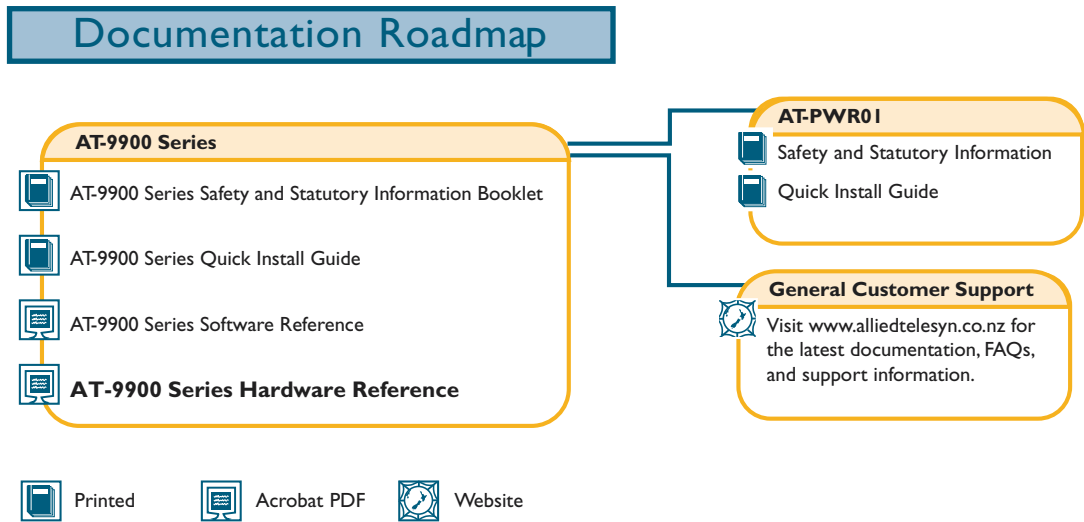 Documentation Roadmap
AT-9900 Series
AT-9900 Series Safety and Statutory Information Booklet
AT-9900 Series Quick Install Guide
AT-9900 Series Software Reference
AT-9900 Series Hardware Reference
AT-PWR01
Safety and Statutory Information
Quick Install Guide
General Customer Support
Visit www.alliedtelesyn.co.nz for
the latest documentation, FAQs,
and support information.
Printed
Acrobat PDF
Website